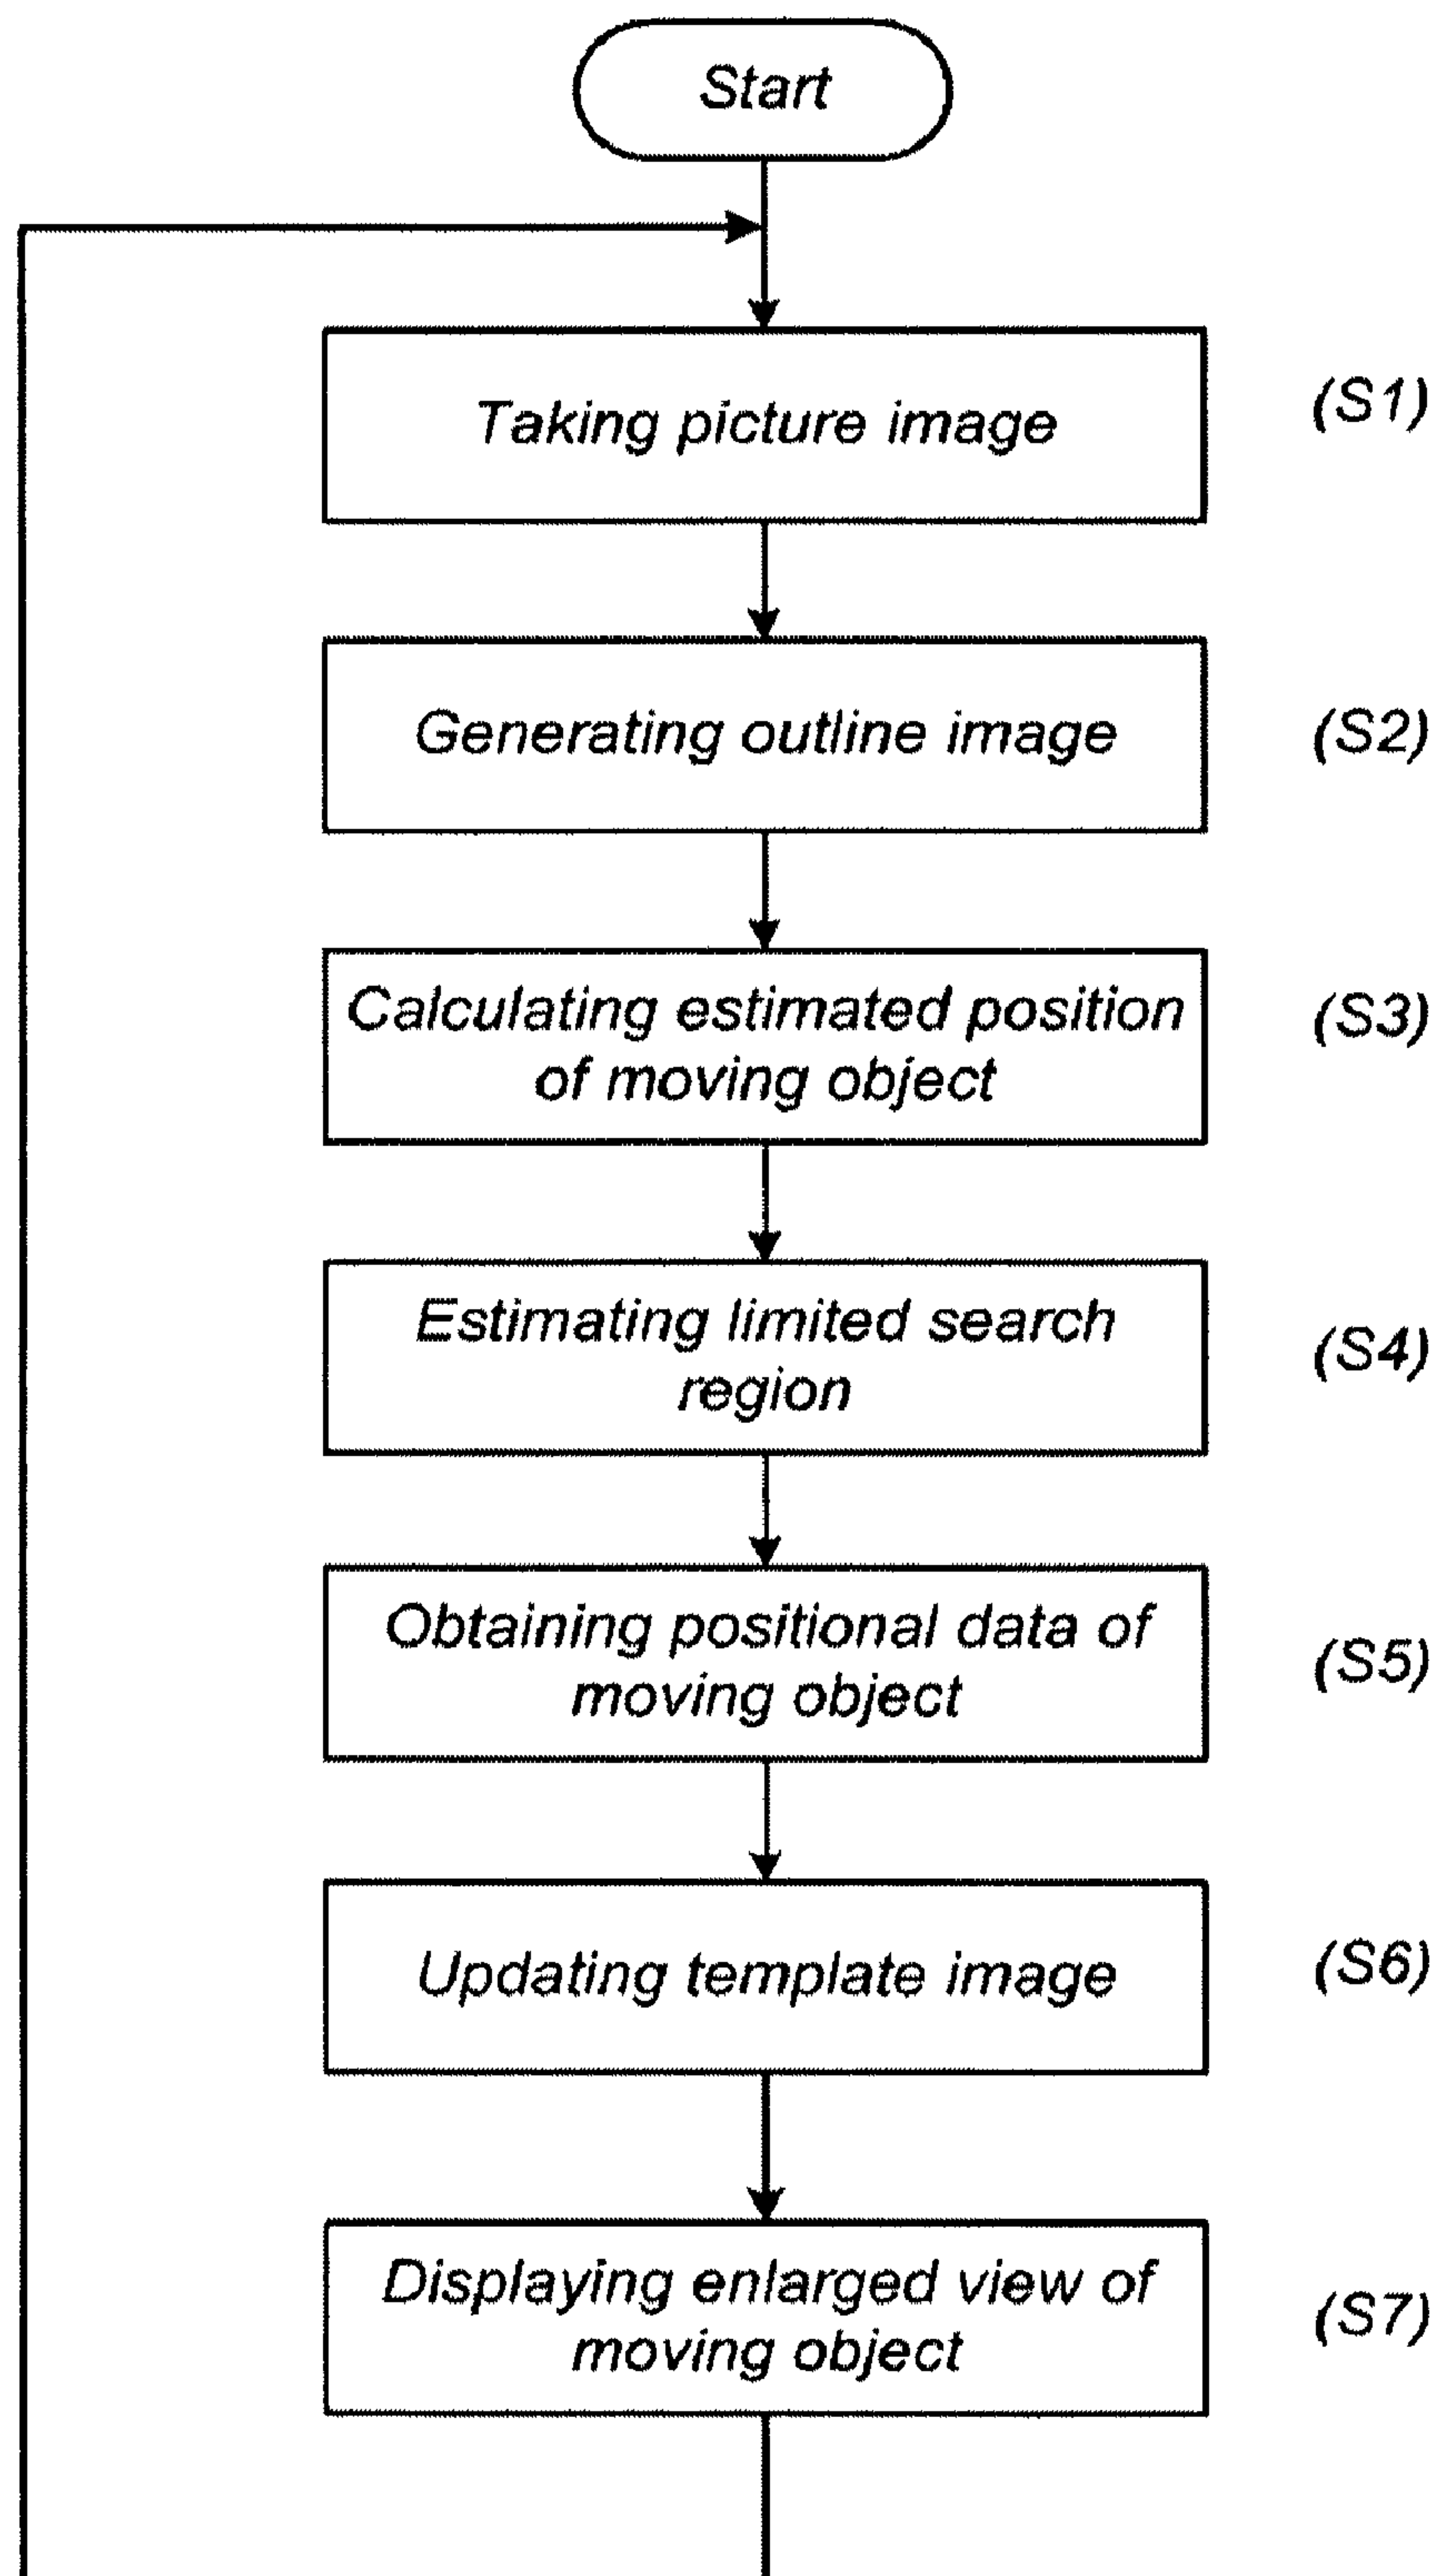 Start
Taking picture image
(S1)
Generating outline image
(S2)
Calculating estimated position
of moving object
(S3)
Estimating limited search
region
(S4)
Obtaining positional data of
moving object
(S5)
Updating template image
(S6)
Displaying enlarged view of
moving object
(S7)